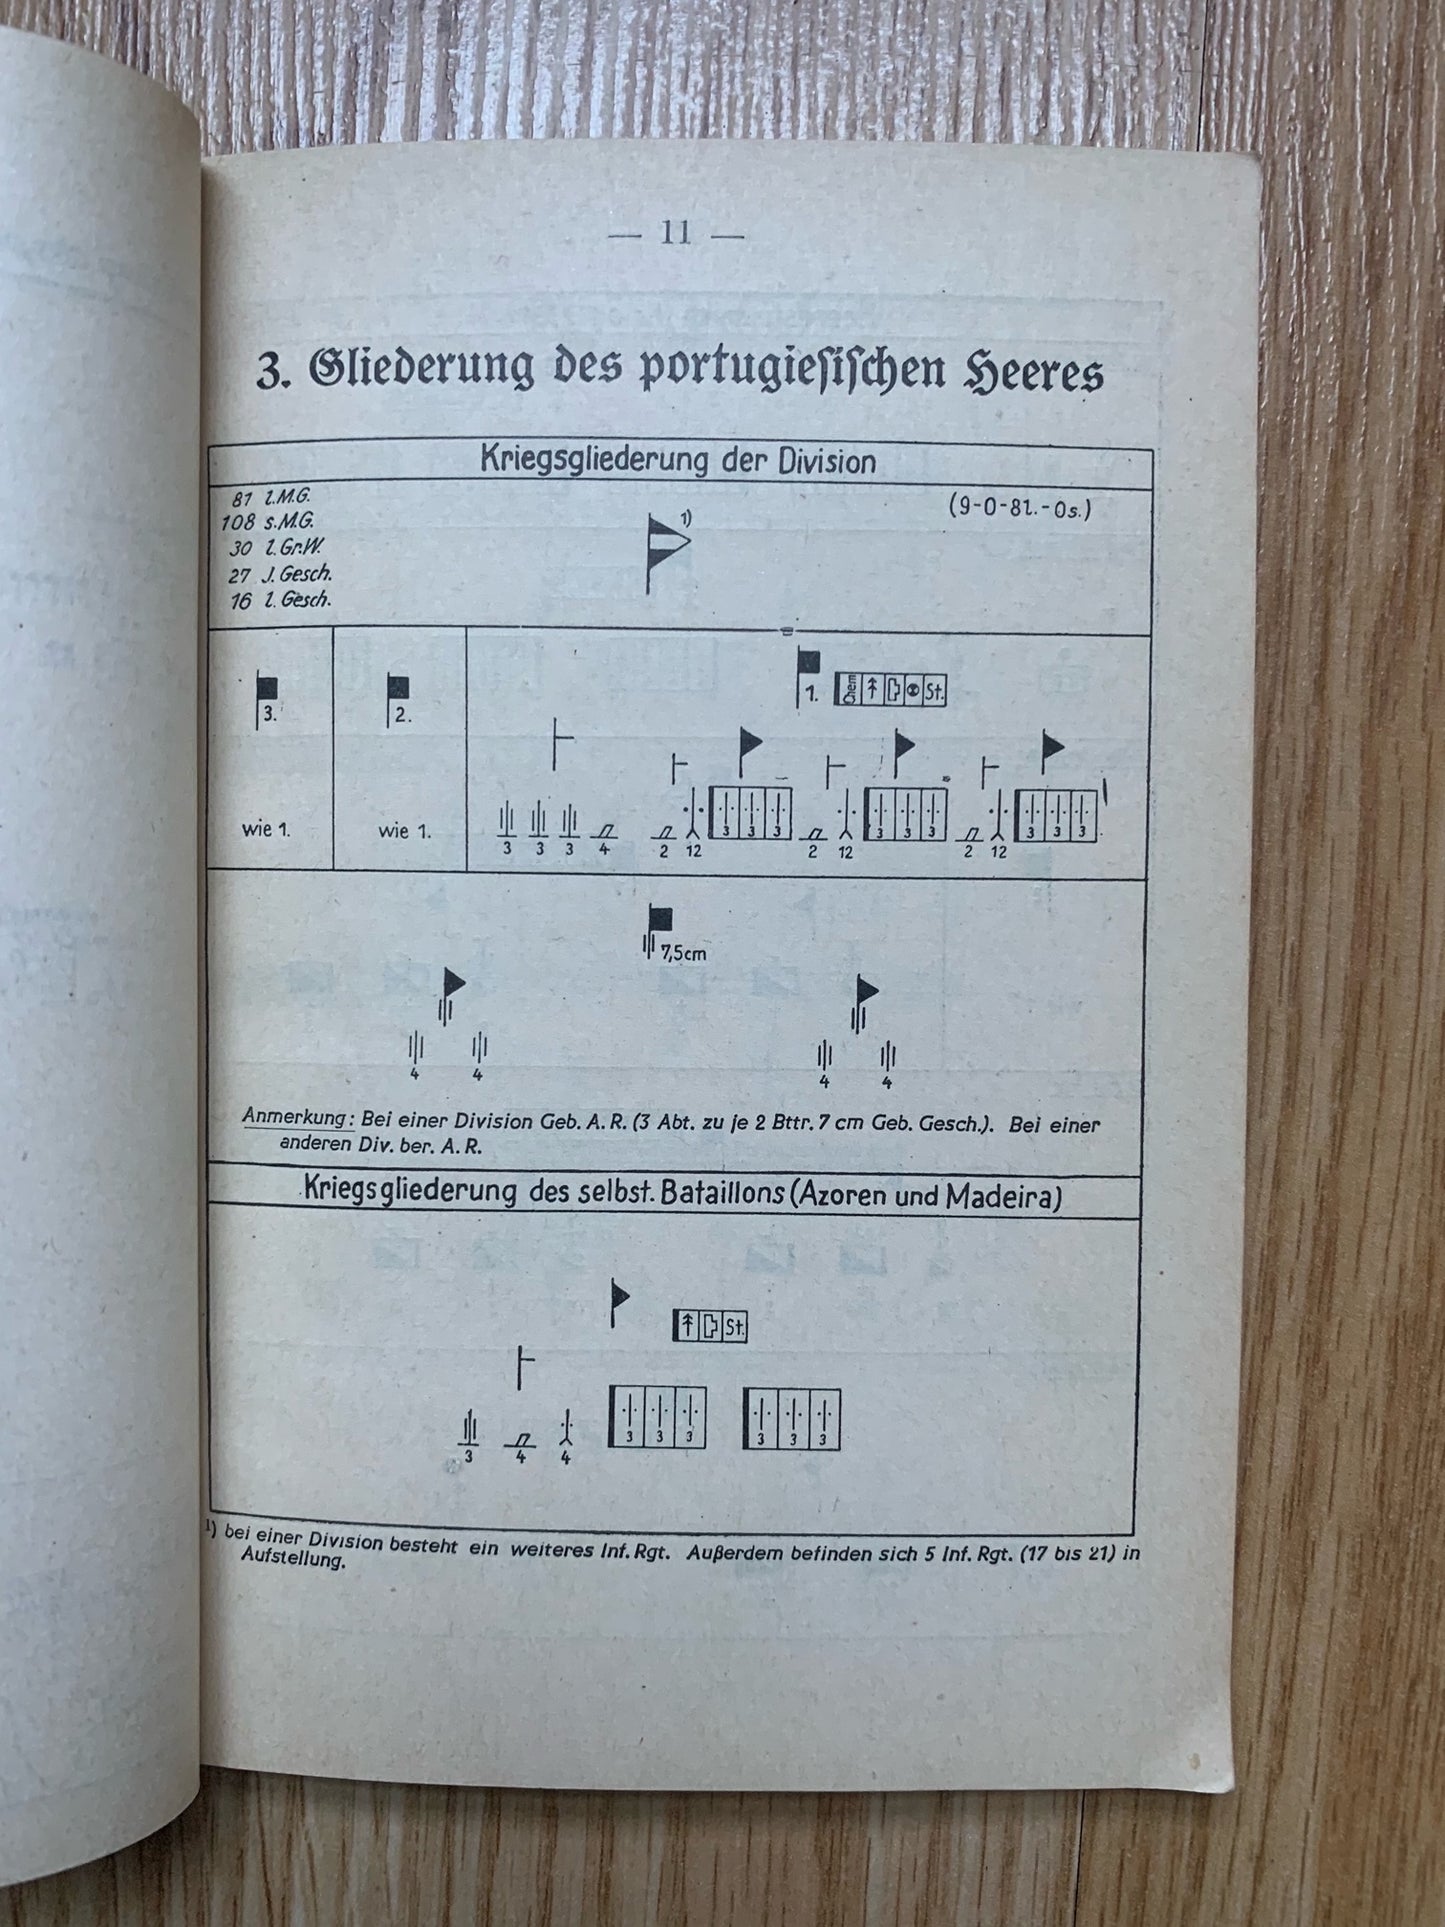 — 11 —
3. Gliederung des portugieſiſchen Heeres
Kriegsgliederung der Division
81 l.M.G.
108 s.M.G.
30 l.Gr.W.
27 J.Gesch.
16 l.Gesch.
1)
(9-0-8l.-0s.)
3.
2.
1.
Chem St.
wie 1.
wie 1.
3 3 3 4 2 12 3 3 3 2 12 3 3 3 2 12 3 3 3
7,5cm
4 4 4 4
Anmerkung: Bei einer Division Geb. A. R. (3 Abt. zu je 2 Bttr. 7 cm Geb. Gesch.). Bei einer
anderen Div. ber. A. R.
Kriegsgliederung des selbst. Bataillons (Azoren und Madeira)
St.
3 4 4 3 3 3 3 3 3
¹) bei einer Division besteht ein weiteres Inf. Rgt. Außerdem befinden sich 5 Inf. Rgt. (17 bis 21) in
Aufstellung.